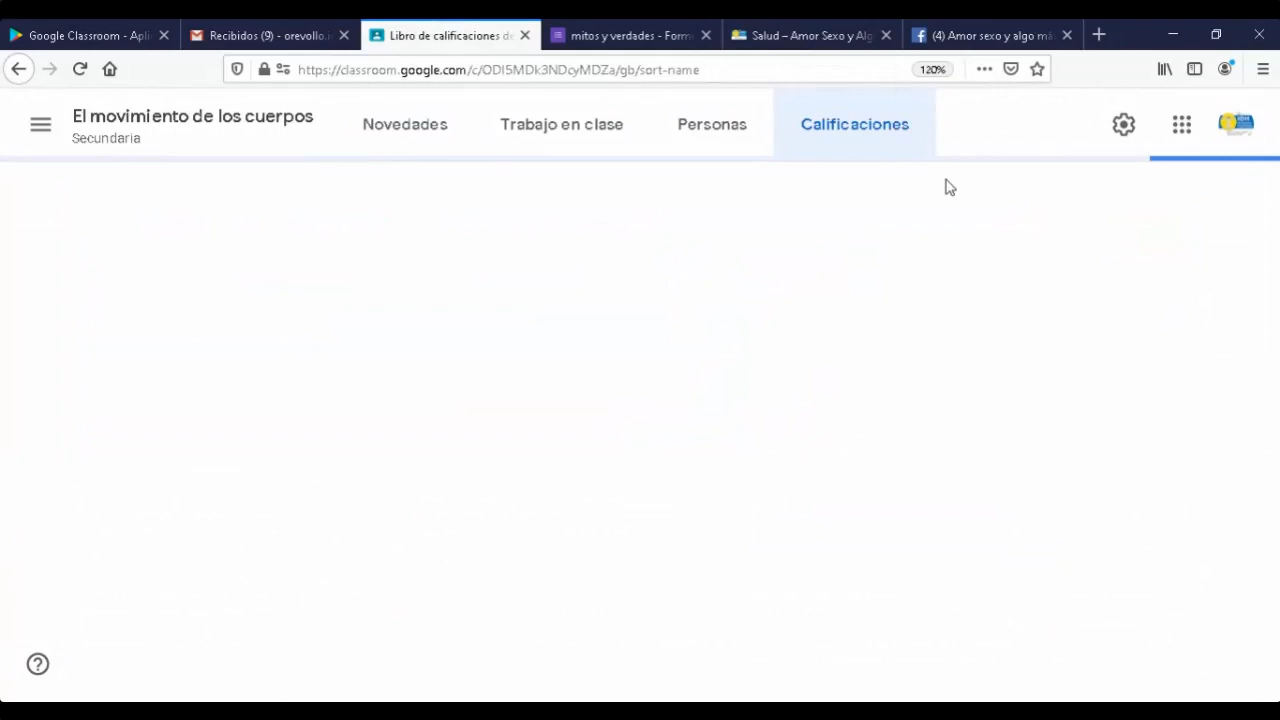 Google Classroom - Apli
Recibidos (9) - orevollo.i
Libro de calificaciones de
mitos y verdades - Form
Salud – Amor Sexo y Alg
(4) Amor sexo y algo má
https://classroom.google.com/c/ODI5MDk3NDcyMDZa/gb/sort-name
120%
El movimiento de los cuerpos
Secundaria
Novedades
Trabajo en clase
Personas
Calificaciones